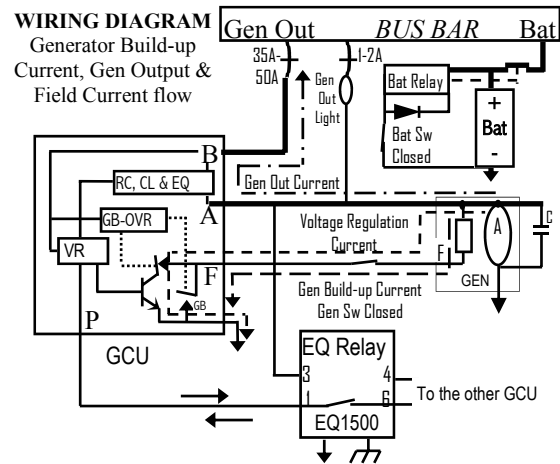 WIRING DIAGRAM
Generator Build-up
Current, Gen Output &
Field Current flow
Gen Out BUS BAR Bat
35A-
50A
1-2A
Gen
Out
Light
Bat Relay
Bat Sw
Closed
+
Bat
-
B
RC, CL & EQ
Gen Out Current
A
GB-OVR
Voltage Regulation
Current
A
C
VR
F
F
GEN
GB
Gen Build-up Current
Gen Sw Closed
P
GCU
EQ Relay
3
4
1
6
To the other GCU
EQ1500